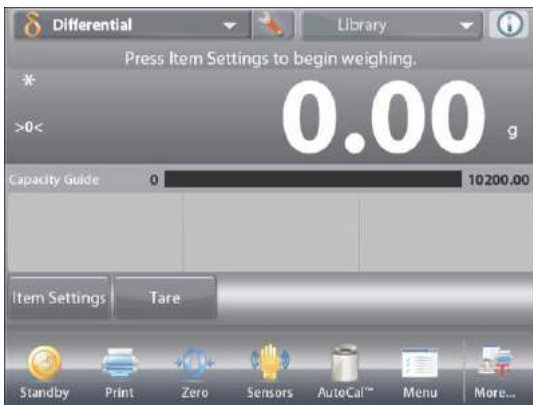 δ Differential Library
Press Item Settings to begin weighing.
*
>0< 0.00 g
Capacity Guide 0 10200.00
Item Settings Tare
Standby Print Zero Sensors AutoCal™ Menu More...